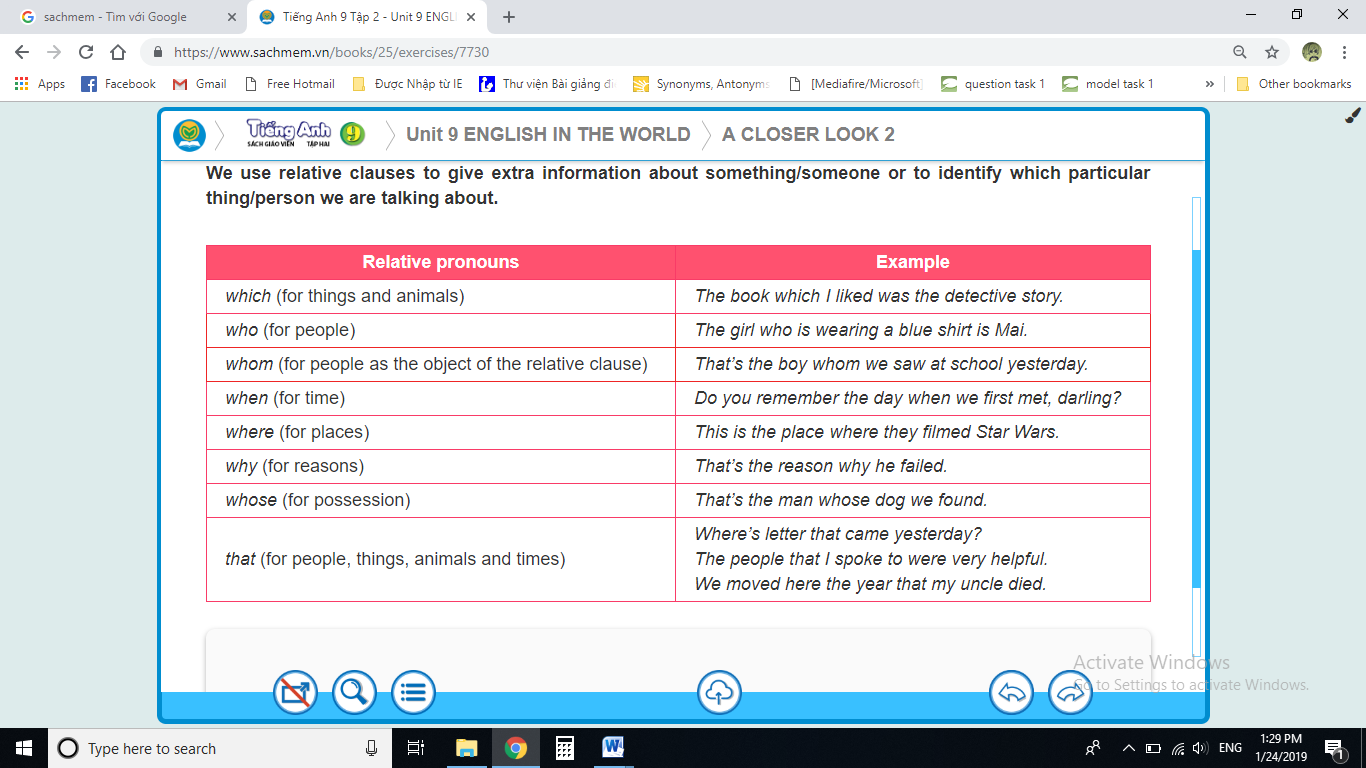 sachmem - Tìm với Google
Tiếng Anh 9 Tập 2 - Unit 9 ENGLI
https://www.sachmem.vn/books/25/exercises/7730
Apps Facebook Gmail Free Hotmail Được Nhập từ IE Thư viện Bài giảng đi Synonyms, Antonyms [Mediafire/Microsoft] question task 1 model task 1 » Other bookmarks
Tiếng Anh 9
SÁCH GIÁO VIÊN TẬP HAI
Unit 9 ENGLISH IN THE WORLD A CLOSER LOOK 2
We use relative clauses to give extra information about something/someone or to identify which particular
thing/person we are talking about.
Relative pronouns Example
which (for things and animals) The book which I liked was the detective story.
who (for people) The girl who is wearing a blue shirt is Mai.
whom (for people as the object of the relative clause) That's the boy whom we saw at school yesterday.
when (for time) Do you remember the day when we first met, darling?
where (for places) This is the place where they filmed Star Wars.
why (for reasons) That's the reason why he failed.
whose (for possession) That's the man whose dog we found.
that (for people, things, animals and times) Where's letter that came yesterday?
The people that I spoke to were very helpful.
We moved here the year that my uncle died.
Activate Windows
Go to Settings to activate Windows.
Type here to search
ENG
1:29 PM
1/24/2019
1